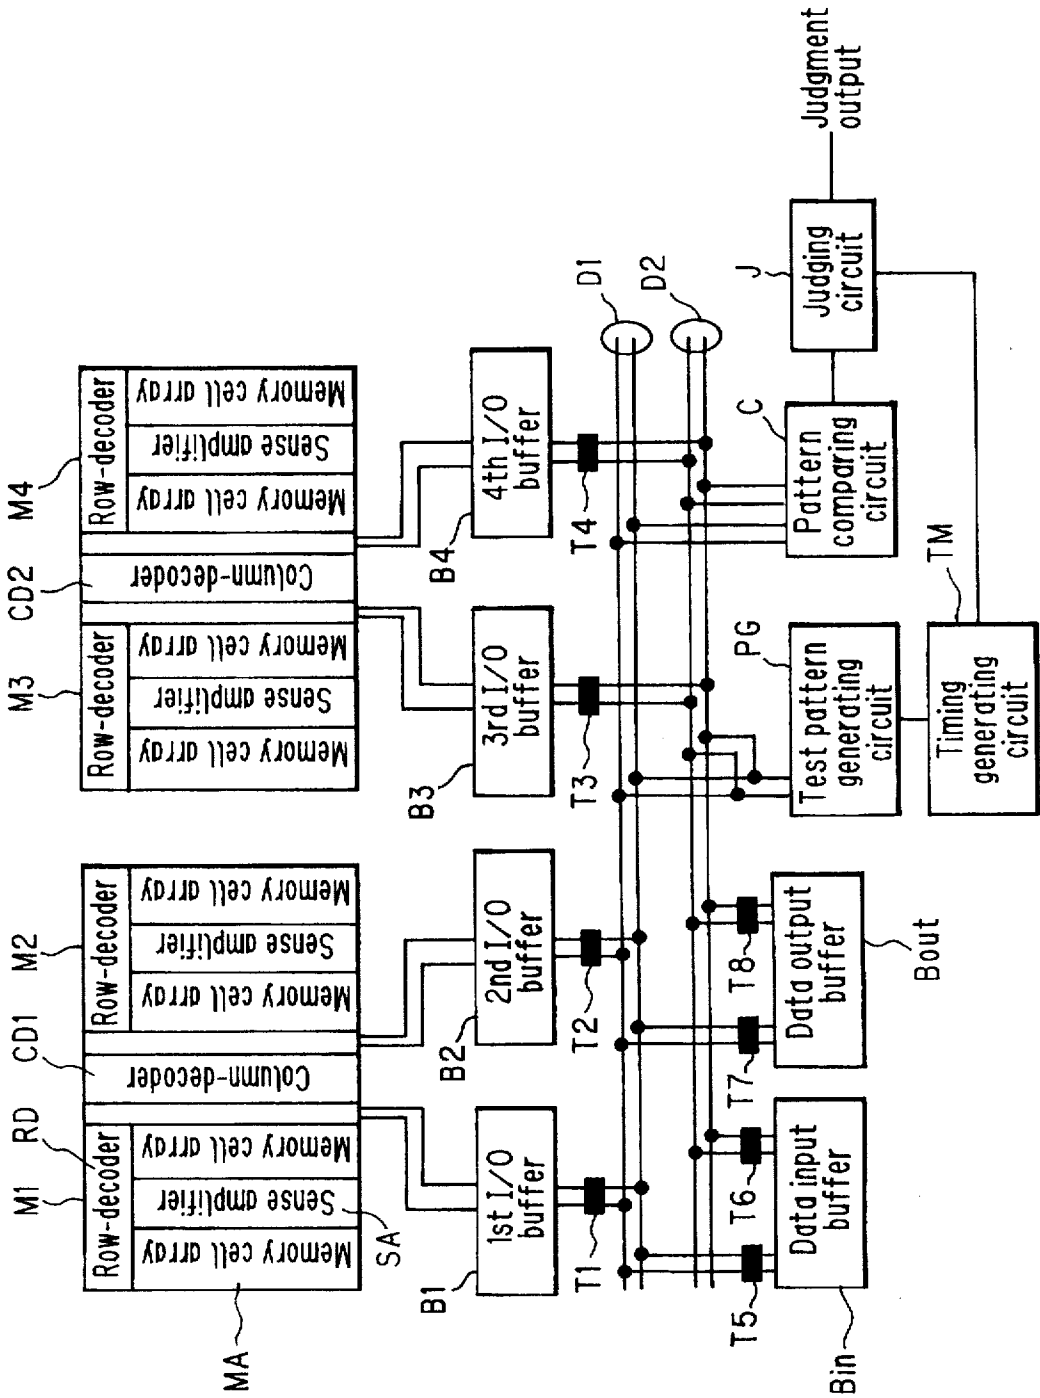 M1
RD
CD1
M2
M3
CD2
M4
Row-decoder
Memory cell array
Sense amplifier
Memory cell array
Column-decoder
Row-decoder
Memory cell array
Sense amplifier
Memory cell array
Row-decoder
Memory cell array
Sense amplifier
Memory cell array
Column-decoder
Row-decoder
Memory cell array
Sense amplifier
Memory cell array
MA
SA
B1
1st I/O
buffer
B2
2nd I/O
buffer
B3
3rd I/O
buffer
B4
4th I/O
buffer
T1
T2
T3
T4
D1
D2
T5
T6
T7
T8
Bin
Data input
buffer
Data output
buffer
Bout
PG
Test pattern
generating
circuit
C
Pattern
comparing
circuit
J
Judging
circuit
Judgment
output
TM
Timing
generating
circuit